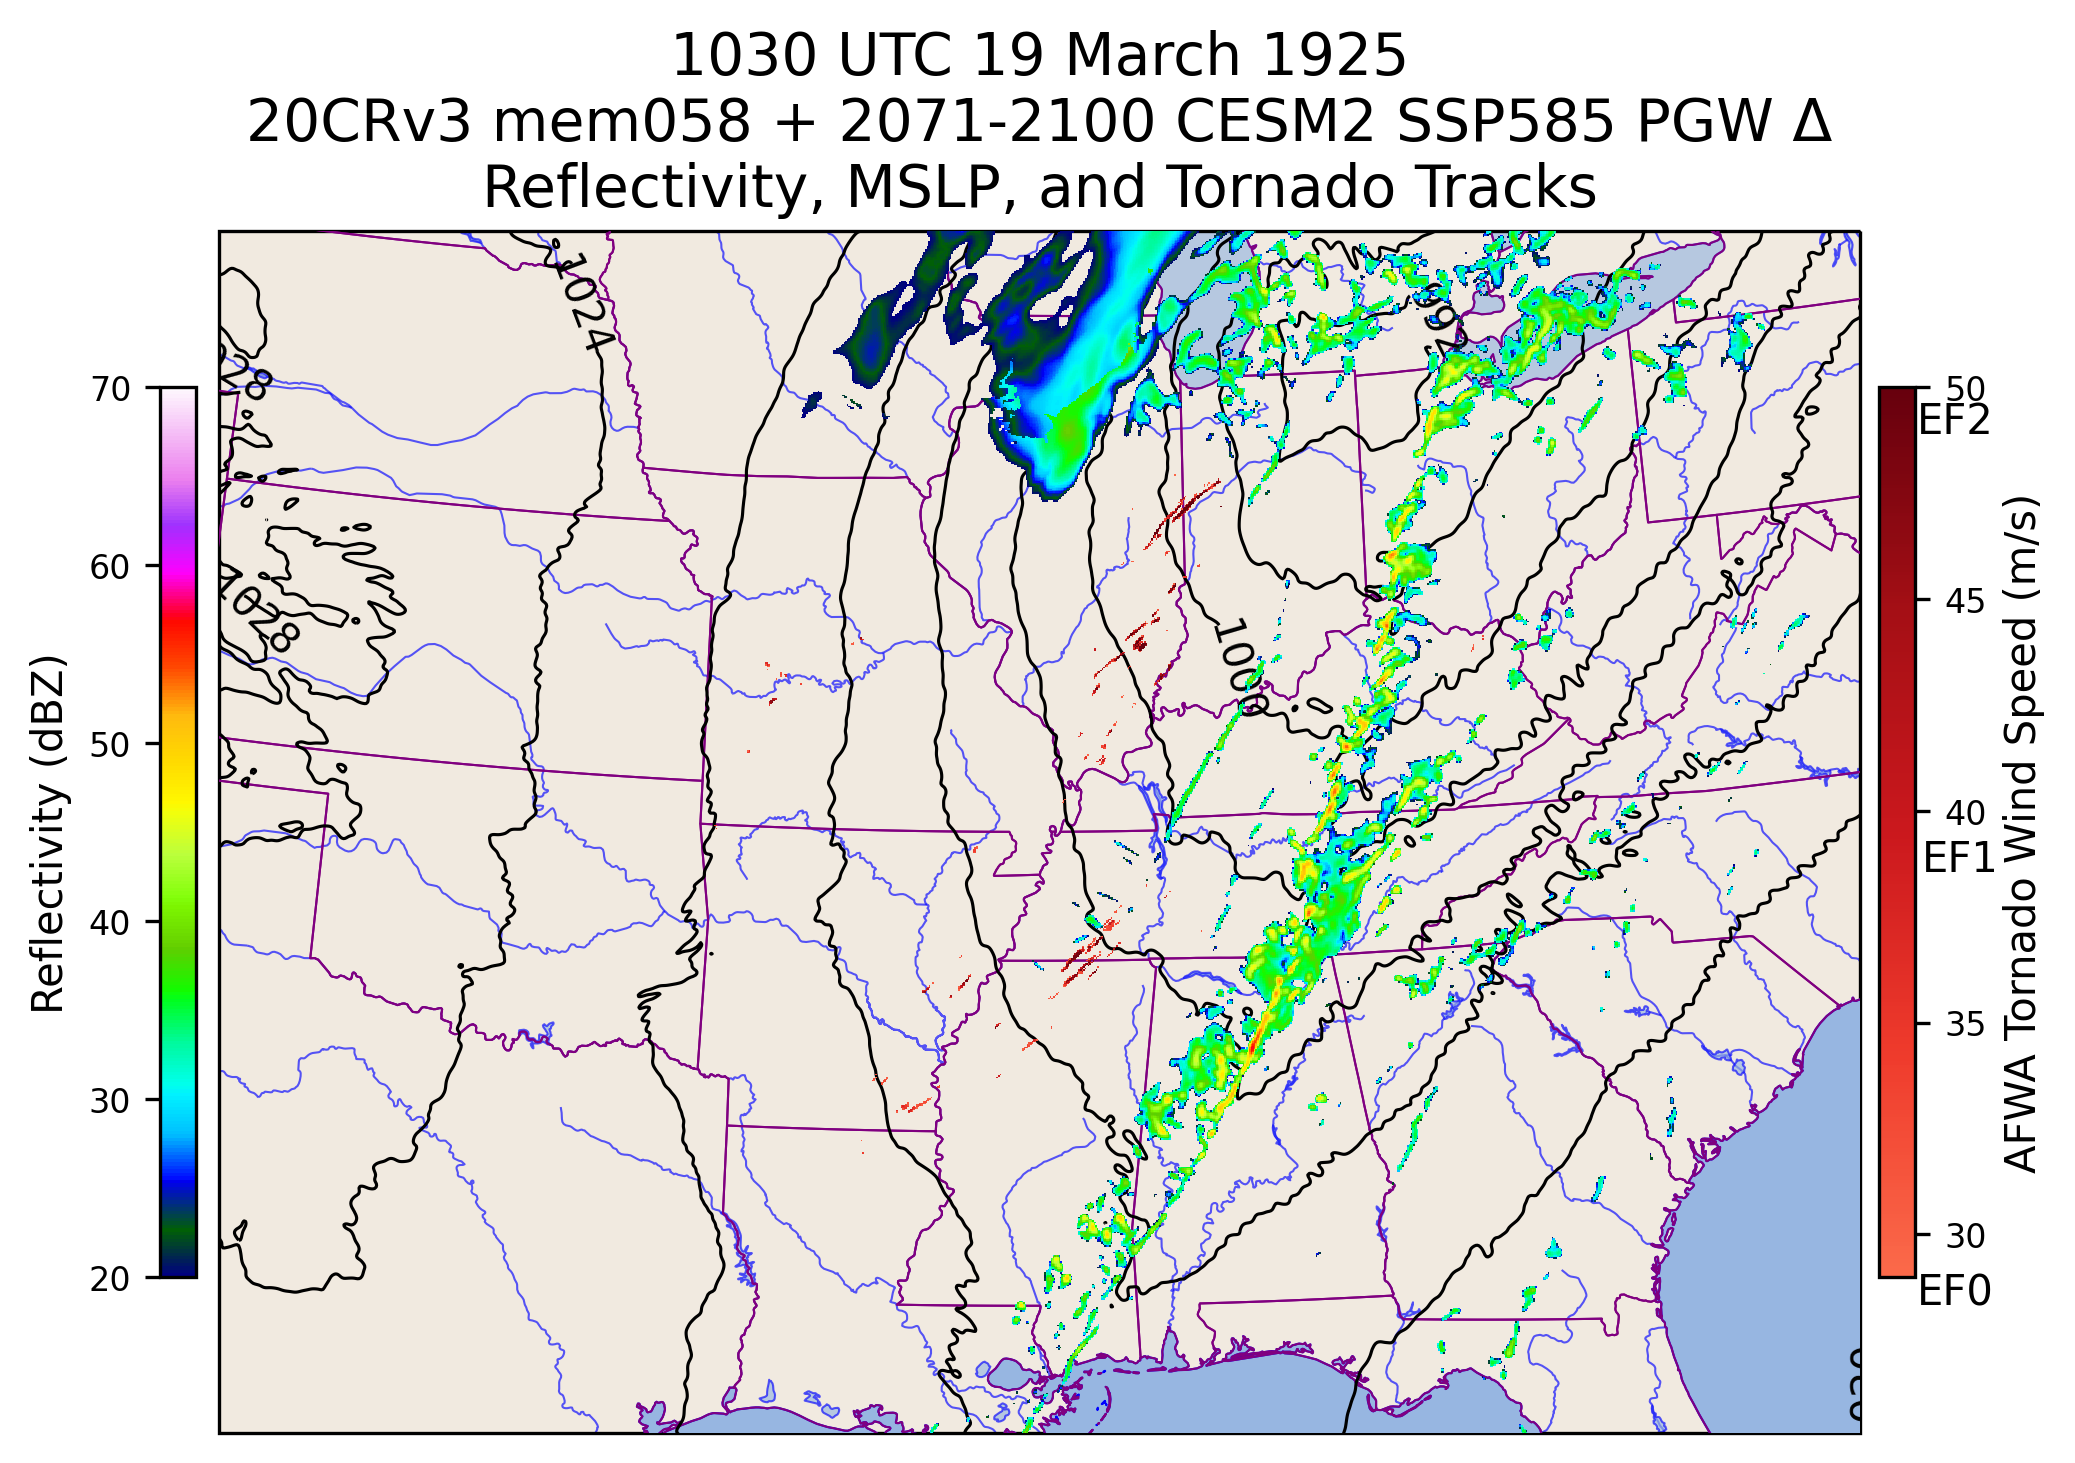 1030 UTC 19 March 1925
20CRv3 mem058 + 2071-2100 CESM2 SSP585 PGW Δ
Reflectivity, MSLP, and Tornado Tracks
1024
992
1028
1000
70
60
50
40
30
20
Reflectivity (dBZ)
50
EF2
45
40
EF1
35
30
EF0
AFWA Tornado Wind Speed (m/s)